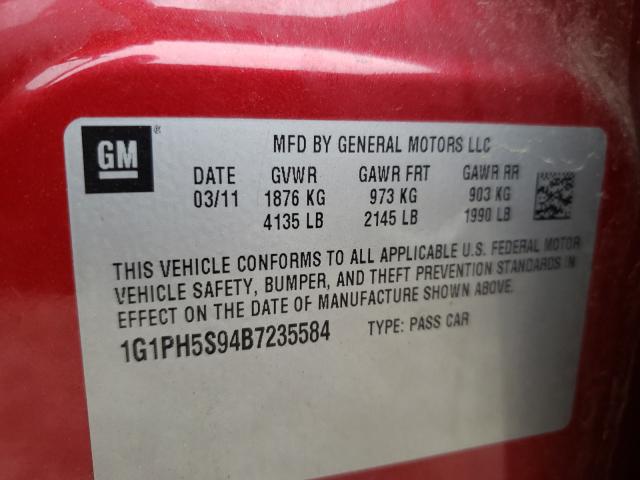 GM ®
MFD BY GENERAL MOTORS LLC
DATE GVWR GAWR FRT GAWR RR
03/11 1876 KG 973 KG 903 KG
4135 LB 2145 LB 1990 LB
THIS VEHICLE CONFORMS TO ALL APPLICABLE U.S. FEDERAL MOTOR
VEHICLE SAFETY, BUMPER, AND THEFT PREVENTION STANDARDS IN
EFFECT ON THE DATE OF MANUFACTURE SHOWN ABOVE.
1G1PH5S94B7235584 TYPE: PASS CAR